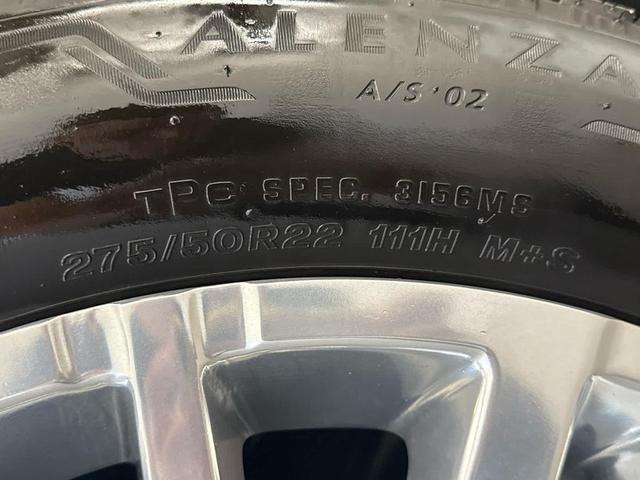 ALENZA
A/S '02
TPC SPEC. 3156MS
275/50R22 111H M+S